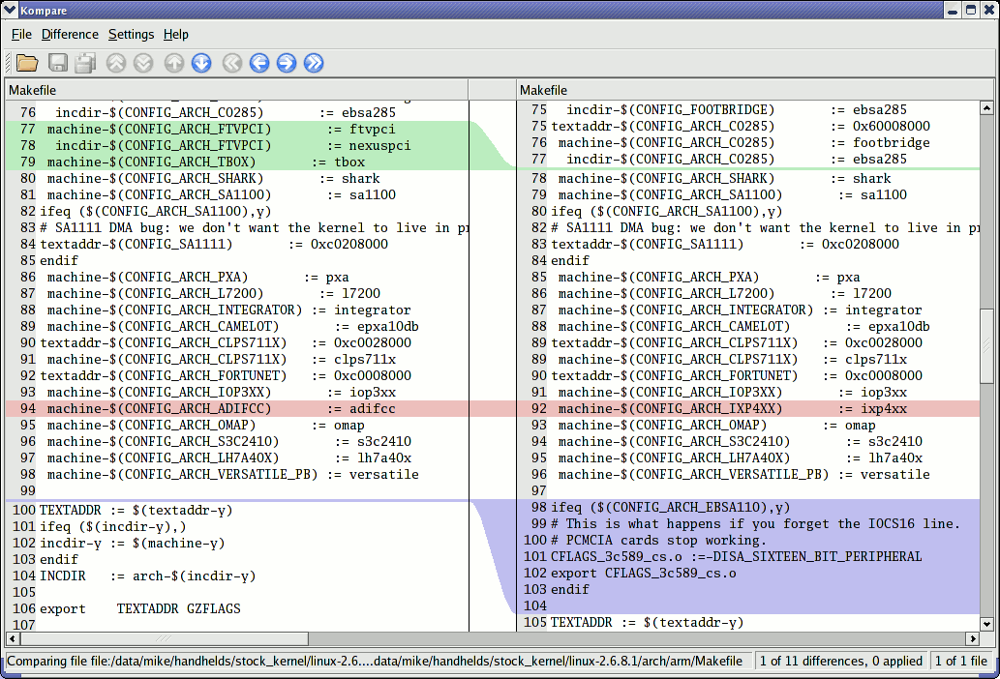 Kompare
File Difference Settings Help
Makefile
76 incdir-$(CONFIG_ARCH_CO285) := ebsa285
77 machine-$(CONFIG_ARCH_FTVPCI) := ftvpci
78 incdir-$(CONFIG_ARCH_FTVPCI) := nexuspci
79 machine-$(CONFIG_ARCH_TBOX) := tbox
80 machine-$(CONFIG_ARCH_SHARK) := shark
81 machine-$(CONFIG_ARCH_SA1100) := sa1100
82 ifeq ($(CONFIG_ARCH_SA1100),y)
83 # SA1111 DMA bug: we don't want the kernel to live in pr
84 textaddr-$(CONFIG_SA1111) := 0xc0208000
85 endif
86 machine-$(CONFIG_ARCH_PXA) := pxa
87 machine-$(CONFIG_ARCH_L7200) := l7200
88 machine-$(CONFIG_ARCH_INTEGRATOR) := integrator
89 machine-$(CONFIG_ARCH_CAMELOT) := epxa10db
90 textaddr-$(CONFIG_ARCH_CLPS711X) := 0xc0028000
91 machine-$(CONFIG_ARCH_CLPS711X) := clps711x
92 textaddr-$(CONFIG_ARCH_FORTUNET) := 0xc0008000
93 machine-$(CONFIG_ARCH_IOP3XX) := iop3xx
94 machine-$(CONFIG_ARCH_ADIFCC) := adifcc
95 machine-$(CONFIG_ARCH_OMAP) := omap
96 machine-$(CONFIG_ARCH_S3C2410) := s3c2410
97 machine-$(CONFIG_ARCH_LH7A40X) := lh7a40x
98 machine-$(CONFIG_ARCH_VERSATILE_PB) := versatile
99
100 TEXTADDR := $(textaddr-y)
101 ifeq ($(incdir-y),)
102 incdir-y := $(machine-y)
103 endif
104 INCDIR := arch-$(incdir-y)
105
106 export TEXTADDR GZFLAGS
107
Makefile
75 incdir-$(CONFIG_FOOTBRIDGE) := ebsa285
75 textaddr-$(CONFIG_ARCH_CO285) := 0x60008000
76 machine-$(CONFIG_ARCH_CO285) := footbridge
77 incdir-$(CONFIG_ARCH_CO285) := ebsa285
78 machine-$(CONFIG_ARCH_SHARK) := shark
79 machine-$(CONFIG_ARCH_SA1100) := sa1100
80 ifeq ($(CONFIG_ARCH_SA1100),y)
82 # SA1111 DMA bug: we don't want the kernel to live in pr
83 textaddr-$(CONFIG_SA1111) := 0xc0208000
84 endif
85 machine-$(CONFIG_ARCH_PXA) := pxa
86 machine-$(CONFIG_ARCH_L7200) := l7200
87 machine-$(CONFIG_ARCH_INTEGRATOR) := integrator
88 machine-$(CONFIG_ARCH_CAMELOT) := epxa10db
89 textaddr-$(CONFIG_ARCH_CLPS711X) := 0xc0028000
89 machine-$(CONFIG_ARCH_CLPS711X) := clps711x
90 textaddr-$(CONFIG_ARCH_FORTUNET) := 0xc0008000
91 machine-$(CONFIG_ARCH_IOP3XX) := iop3xx
92 machine-$(CONFIG_ARCH_IXP4XX) := ixp4xx
93 machine-$(CONFIG_ARCH_OMAP) := omap
94 machine-$(CONFIG_ARCH_S3C2410) := s3c2410
95 machine-$(CONFIG_ARCH_LH7A40X) := lh7a40x
96 machine-$(CONFIG_ARCH_VERSATILE_PB) := versatile
97
98 ifeq ($(CONFIG_ARCH_EBSA110),y)
99 # This is what happens if you forget the IOCS16 line.
100 # PCMCIA cards stop working.
101 CFLAGS_3c589_cs.o :=-DISA_SIXTEEN_BIT_PERIPHERAL
102 export CFLAGS_3c589_cs.o
103 endif
104
105 TEXTADDR := $(textaddr-y)
Comparing file file:/data/mike/handhelds/stock_kernel/linux-2.6....data/mike/handhelds/stock_kernel/linux-2.6.8.1/arch/arm/Makefile 1 of 11 differences, 0 applied 1 of 1 file